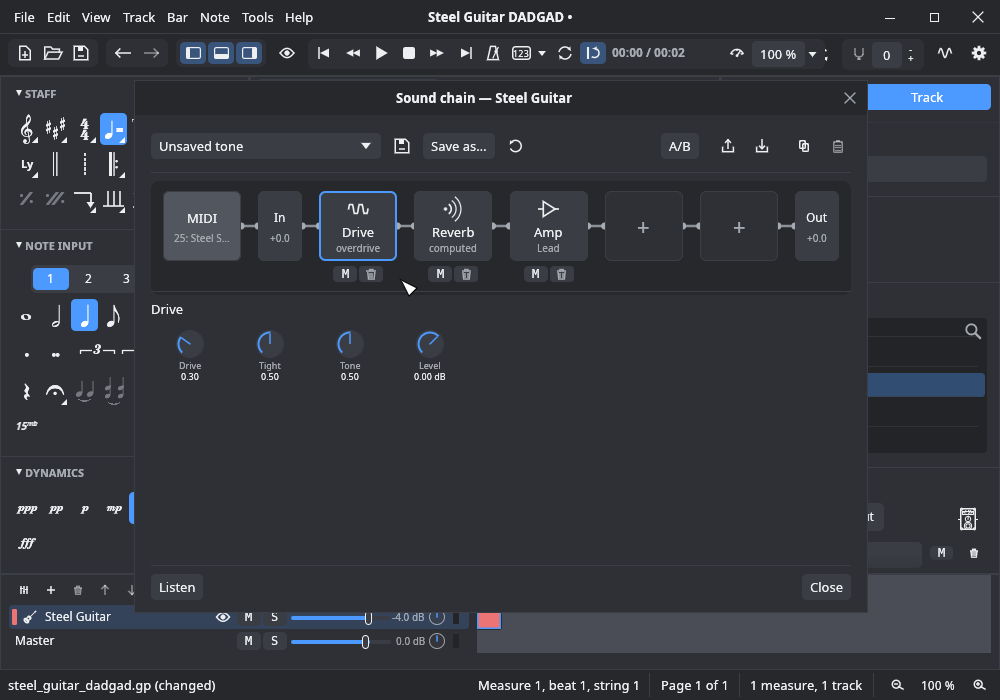 File Edit View Track Bar Note Tools Help
Steel Guitar DADGAD •
123
00:00 / 00:02
100 %
0
STAFF
Sound chain — Steel Guitar
Track
Unsaved tone
Save as...
A/B
Ly
MIDI
25: Steel S...
In
+0.0
Drive
overdrive
Reverb
computed
Amp
Lead
+
+
Out
+0.0
NOTE INPUT
M
M
M
1 2 3
Drive
3
Drive
0.30
Tight
0.50
Tone
0.50
Level
0.00 dB
15mb
DYNAMICS
ppp pp p mp
fff
M
Listen
Close
Steel Guitar
M S
-4.0 dB
Master
M S
0.0 dB
steel_guitar_dadgad.gp (changed)
Measure 1, beat 1, string 1
Page 1 of 1
1 measure, 1 track
100 %